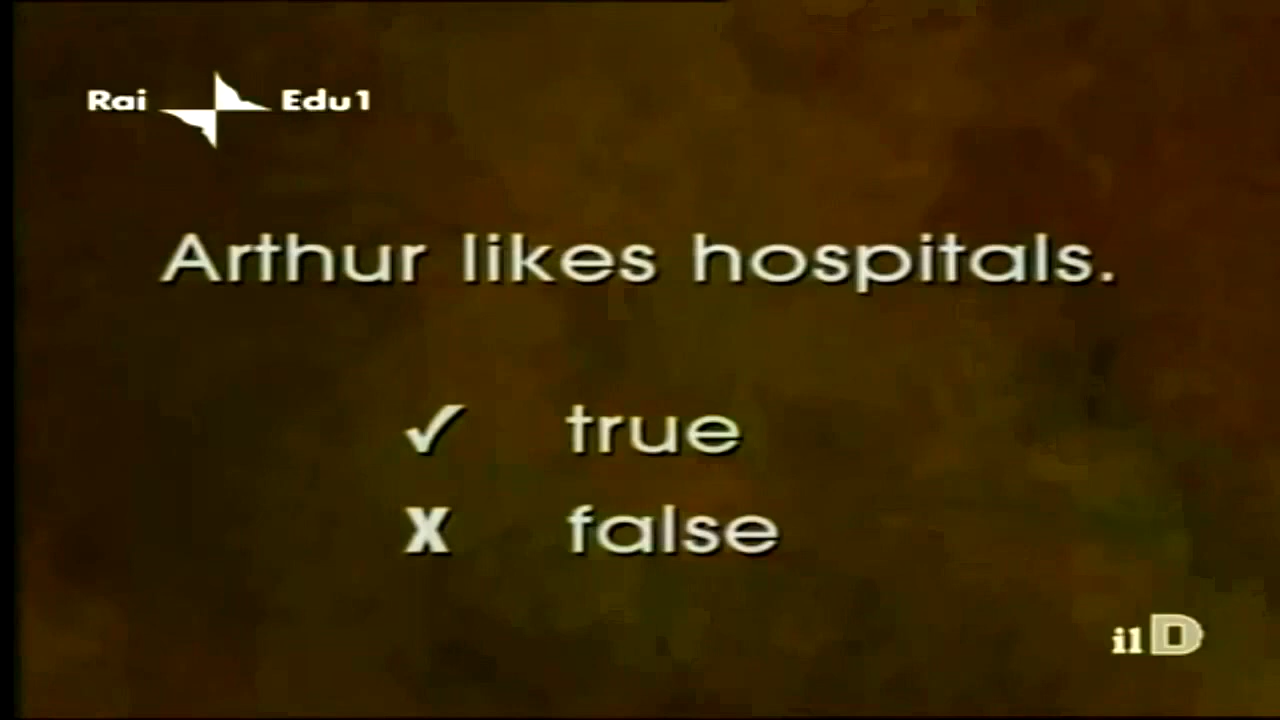 Rai Edu1
Arthur likes hospitals.
✓ true
X false
il D